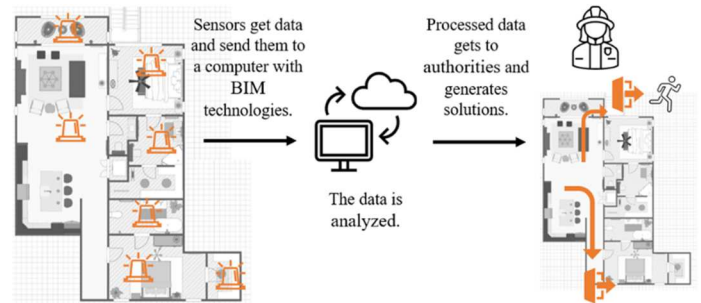 Sensors get data
and send them to
a computer with
BIM
technologies.
The data is
analyzed.
Processed data
gets to
authorities and
generates
solutions.